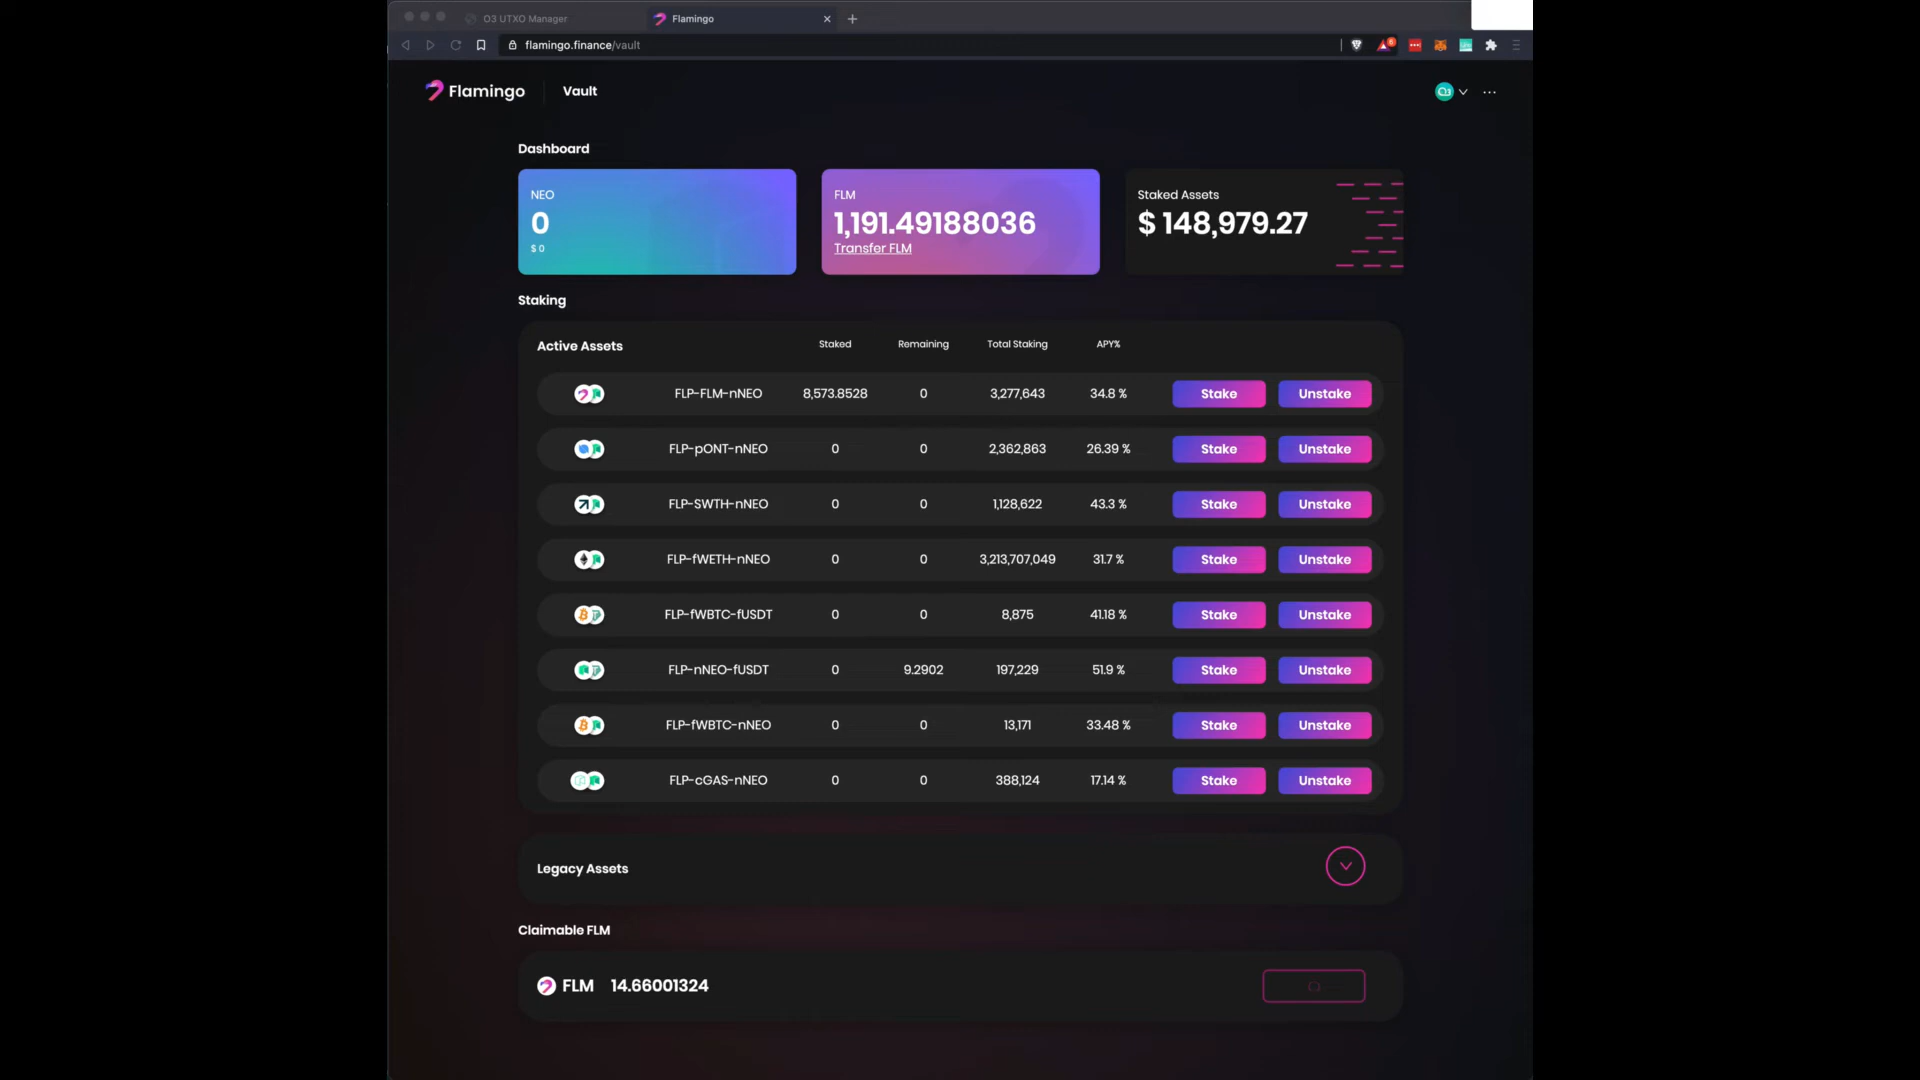 O3 UTXO Manager
Flamingo
flamingo.finance/vault
6
Flamingo
Vault
Dashboard
NEO
0
$ 0
FLM
1,191.49188036
Transfer FLM
Staked Assets
$ 148,979.27
Staking
Active Assets Staked Remaining Total Staking APY%
FLP-FLM-nNEO 8,573.8528 0 3,277,643 34.8 % Stake Unstake
FLP-pONT-nNEO 0 0 2,362,863 26.39 % Stake Unstake
FLP-SWTH-nNEO 0 0 1,128,622 43.3 % Stake Unstake
FLP-fWETH-nNEO 0 0 3,213,707,049 31.7 % Stake Unstake
FLP-fWBTC-fUSDT 0 0 8,875 41.18 % Stake Unstake
FLP-nNEO-fUSDT 0 9.2902 197,229 51.9 % Stake Unstake
FLP-fWBTC-nNEO 0 0 13,171 33.48 % Stake Unstake
FLP-cGAS-nNEO 0 0 388,124 17.14 % Stake Unstake
Legacy Assets
Claimable FLM
FLM 14.66001324